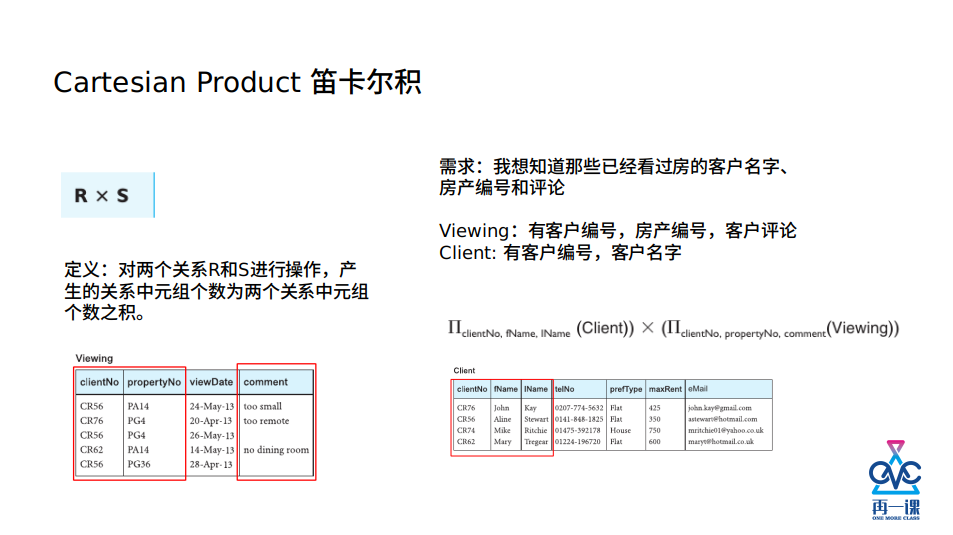 Cartesian Product 笛卡尔积
R × S
定义：对两个关系R和S进行操作，产
生的关系中元组个数为两个关系中元组
个数之积。
Viewing
clientNo propertyNo viewDate comment
CR56 PA14 24-May-13 too small
CR76 PG4 20-Apr-13 too remote
CR56 PG4 26-May-13
CR62 PA14 14-May-13 no dining room
CR56 PG36 28-Apr-13
需求：我想知道那些已经看过房的客户名字、
房产编号和评论
Viewing：有客户编号，房产编号，客户评论
Client: 有客户编号，客户名字
Π clientNo, fName, lName (Client)) × (Π clientNo, propertyNo, comment(Viewing))
Client
clientNo fName lName telNo prefType maxRent eMail
CR76 John Kay 0207-774-5632 Flat 425 john.kay@gmail.com
CR56 Aline Stewart 0141-848-1825 Flat 350 astewart@hotmail.com
CR74 Mike Ritchie 01475-392178 House 750 mritchie01@yahoo.co.uk
CR62 Mary Tregear 01224-196720 Flat 600 maryt@hotmail.co.uk
OVC
再一课
ONE MORE CLASS